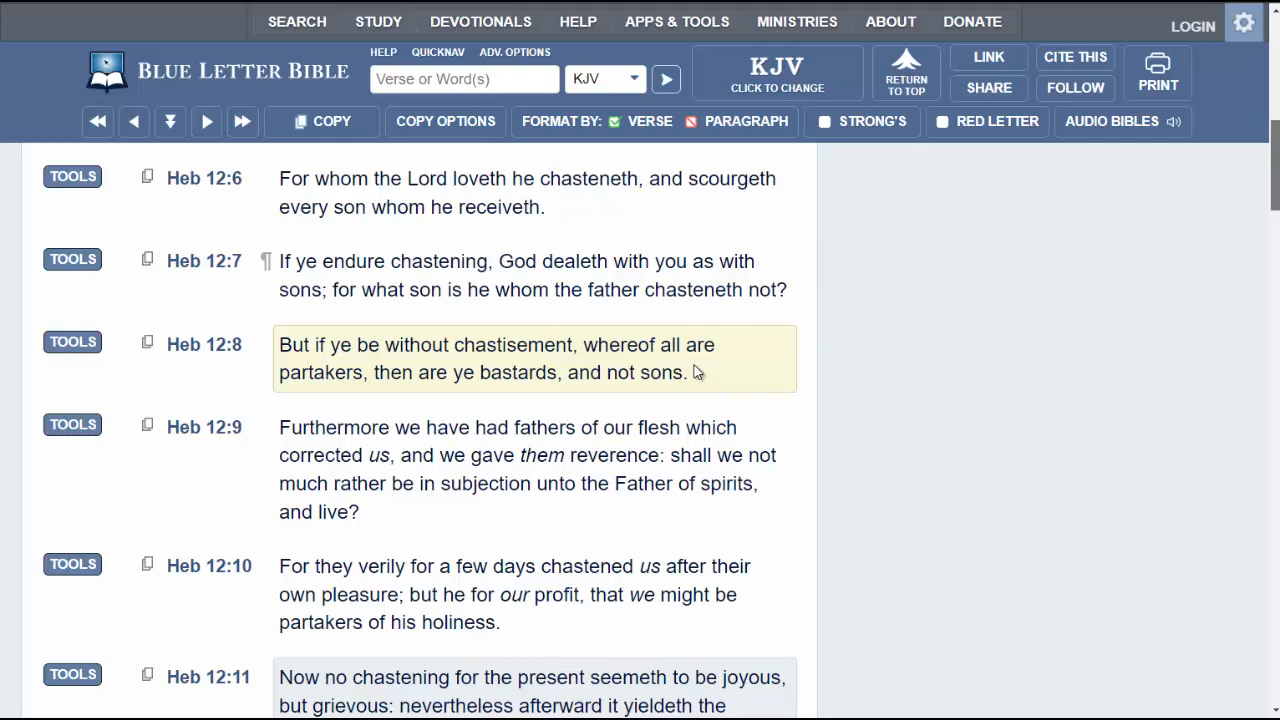 SEARCH STUDY DEVOTIONALS HELP APPS & TOOLS MINISTRIES ABOUT DONATE LOGIN
HELP QUICKNAV ADV. OPTIONS
BLUE LETTER BIBLE
Verse or Word(s) KJV
KJV
CLICK TO CHANGE
RETURN
TO TOP
LINK CITE THIS
SHARE FOLLOW
PRINT
COPY COPY OPTIONS FORMAT BY: VERSE PARAGRAPH STRONG'S RED LETTER AUDIO BIBLES
TOOLS Heb 12:6 For whom the Lord loveth he chasteneth, and scourgeth
every son whom he receiveth.
TOOLS Heb 12:7 ¶ If ye endure chastening, God dealeth with you as with
sons; for what son is he whom the father chasteneth not?
TOOLS Heb 12:8 But if ye be without chastisement, whereof all are
partakers, then are ye bastards, and not sons.
TOOLS Heb 12:9 Furthermore we have had fathers of our flesh which
corrected us, and we gave them reverence: shall we not
much rather be in subjection unto the Father of spirits,
and live?
TOOLS Heb 12:10 For they verily for a few days chastened us after their
own pleasure; but he for our profit, that we might be
partakers of his holiness.
TOOLS Heb 12:11 Now no chastening for the present seemeth to be joyous,
but grievous: nevertheless afterward it yieldeth the